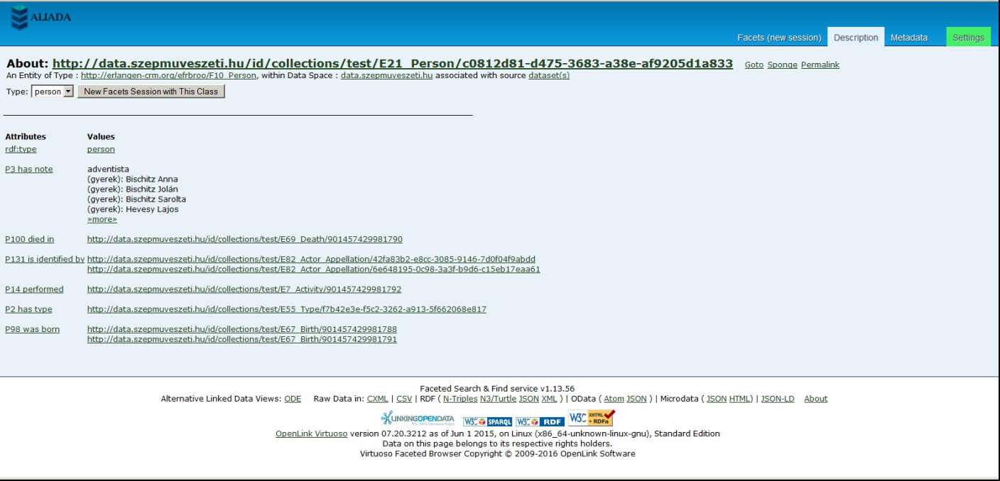 ALIADA
Facets (new session) Description Metadata Settings
About: http://data.szepmuveszeti.hu/id/collections/test/E21_Person/c0812d81-d475-3683-a38e-af9205d1a833 Goto Sponge Permalink
An Entity of Type : http://erlangen-crm.org/efrbroo/F10_Person, within Data Space : data.szepmuveszeti.hu associated with source dataset(s)
Type: person New Facets Session with This Class
Attributes Values
rdf:type person
P3 has note adventista
(gyerek): Bischitz Anna
(gyerek): Bischitz Jolán
(gyerek): Bischitz Sarolta
(gyerek): Hevesy Lajos
»more»
P100 died in http://data.szepmuveszeti.hu/id/collections/test/E69_Death/901457429981790
P131 is identified by http://data.szepmuveszeti.hu/id/collections/test/E82_Actor_Appellation/42fa83b2-e8cc-3085-9146-7d0f04f9abdd
http://data.szepmuveszeti.hu/id/collections/test/E82_Actor_Appellation/6e648195-0c98-3a3f-b9d6-c15eb17eaa61
P14 performed http://data.szepmuveszeti.hu/id/collections/test/E7_Activity/901457429981792
P2 has type http://data.szepmuveszeti.hu/id/collections/test/E55_Type/f7b42e3e-f5c2-3262-a913-5f662068e817
P98 was born http://data.szepmuveszeti.hu/id/collections/test/E67_Birth/901457429981788
http://data.szepmuveszeti.hu/id/collections/test/E67_Birth/901457429981791
Faceted Search & Find service v1.13.56
Alternative Linked Data Views: ODE Raw Data in: CXML | CSV | RDF ( N-Triples N3/Turtle JSON XML ) | OData ( Atom JSON ) | Microdata ( JSON HTML) | JSON-LD About
LINKINGOPENDATA W3C SPARQL W3C RDF W3C XHTML + RDFa
OpenLink Virtuoso version 07.20.3212 as of Jun 1 2015, on Linux (x86_64-unknown-linux-gnu), Standard Edition
Data on this page belongs to its respective rights holders.
Virtuoso Faceted Browser Copyright © 2009-2016 OpenLink Software